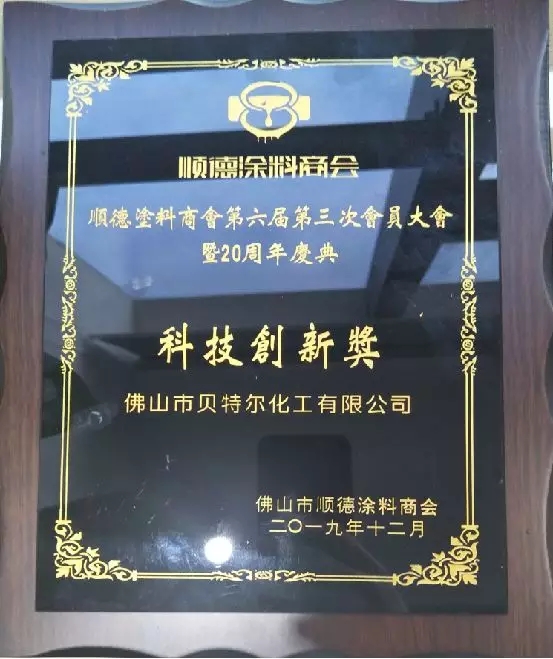 顺德涂料商会
順德塗料商會第六届第三次會員大會
暨20周年慶典
科技創新獎
佛山市贝特尔化工有限公司
佛山市顺德涂料商会
二〇一九年十二月